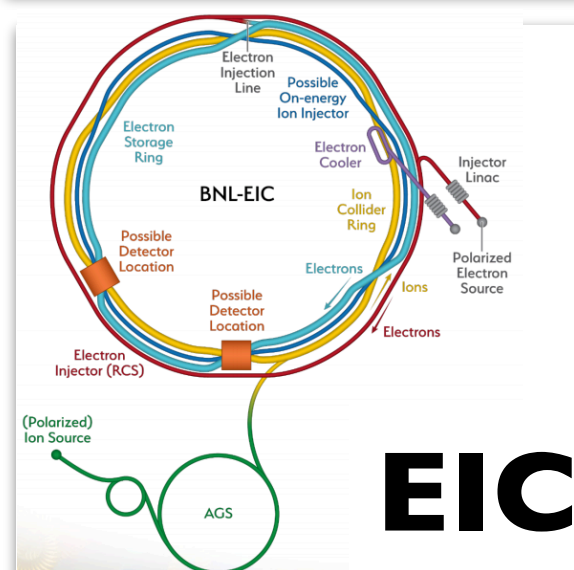 Electron
Injection
Line
Possible
On-energy
Ion Injector
Electron
Storage
Ring
Electron
Cooler
Injector
Linac
BNL-EIC
Ion
Collider
Ring
Possible
Detector
Location
Polarized
Electron
Source
Electrons
Ions
Possible
Detector
Location
Electrons
Electron
Injector (RCS)
(Polarized)
Ion Source
AGS
EIC